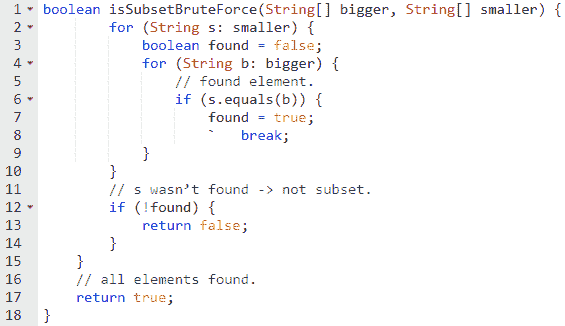 1 boolean isSubsetBruteForce(String[] bigger, String[] smaller) {
2         for (String s: smaller) {
3             boolean found = false;
4             for (String b: bigger) {
5                 // found element.
6                 if (s.equals(b)) {
7                     found = true;
8                     `   break;
9             }
10         }
11         // s wasn’t found -> not subset.
12         if (!found) {
13             return false;
14         }
15     }
16     // all elements found.
17     return true;
18 }